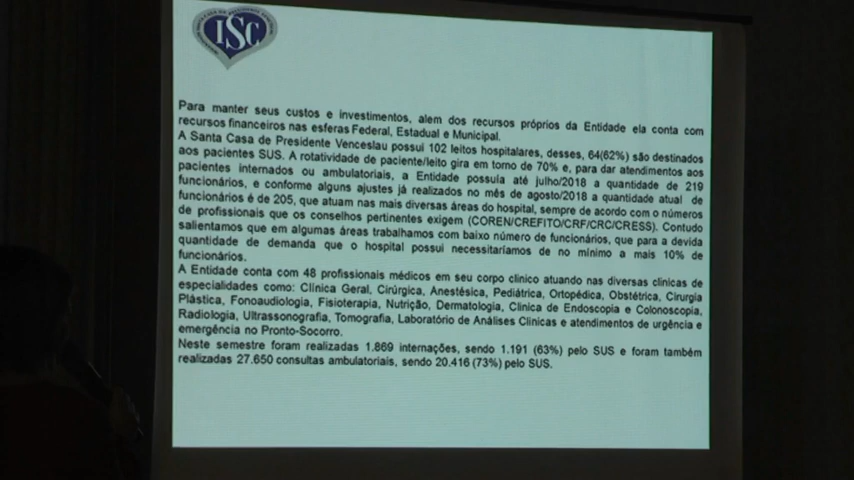 ISC
Para manter seus custos e investimentos, alem dos recursos próprios da Entidade ela conta com
recursos financeiros nas esferas Federal, Estadual e Municipal.
A Santa Casa de Presidente Venceslau possui 102 leitos hospitalares, desses, 64(62%) são destinados
aos pacientes SUS. A rotatividade de paciente/leito gira em torno de 70% e, para dar atendimentos aos
pacientes internados ou ambulatoriais, a Entidade possuía até julho/2018 a quantidade de 219
funcionários, e conforme alguns ajustes já realizados no mês de agosto/2018 a quantidade atual de
funcionários é de 205, que atuam nas mais diversas áreas do hospital, sempre de acordo com o números
de profissionais que os conselhos pertinentes exigem (COREN/CREFITO/CRF/CRC/CRESS). Contudo
salientamos que em algumas áreas trabalhamos com baixo número de funcionários, que para a devida
quantidade de demanda que o hospital possui necessitaríamos de no mínimo a mais 10% de
funcionários.
A Entidade conta com 48 profissionais médicos em seu corpo clinico atuando nas diversas clinicas de
especialidades como: Clínica Geral, Cirúrgica, Anestésica, Pediátrica, Ortopédica, Obstétrica, Cirurgia
Plástica, Fonoaudiologia, Fisioterapia, Nutrição, Dermatologia, Clinica de Endoscopia e Colonoscopia,
Radiologia, Ultrassonografia, Tomografia, Laboratório de Análises Clinicas e atendimentos de urgência e
emergência no Pronto-Socorro.
Neste semestre foram realizadas 1.869 internações, sendo 1.191 (63%) pelo SUS e foram também
realizadas 27.650 consultas ambulatoriais, sendo 20.416 (73%) pelo SUS.